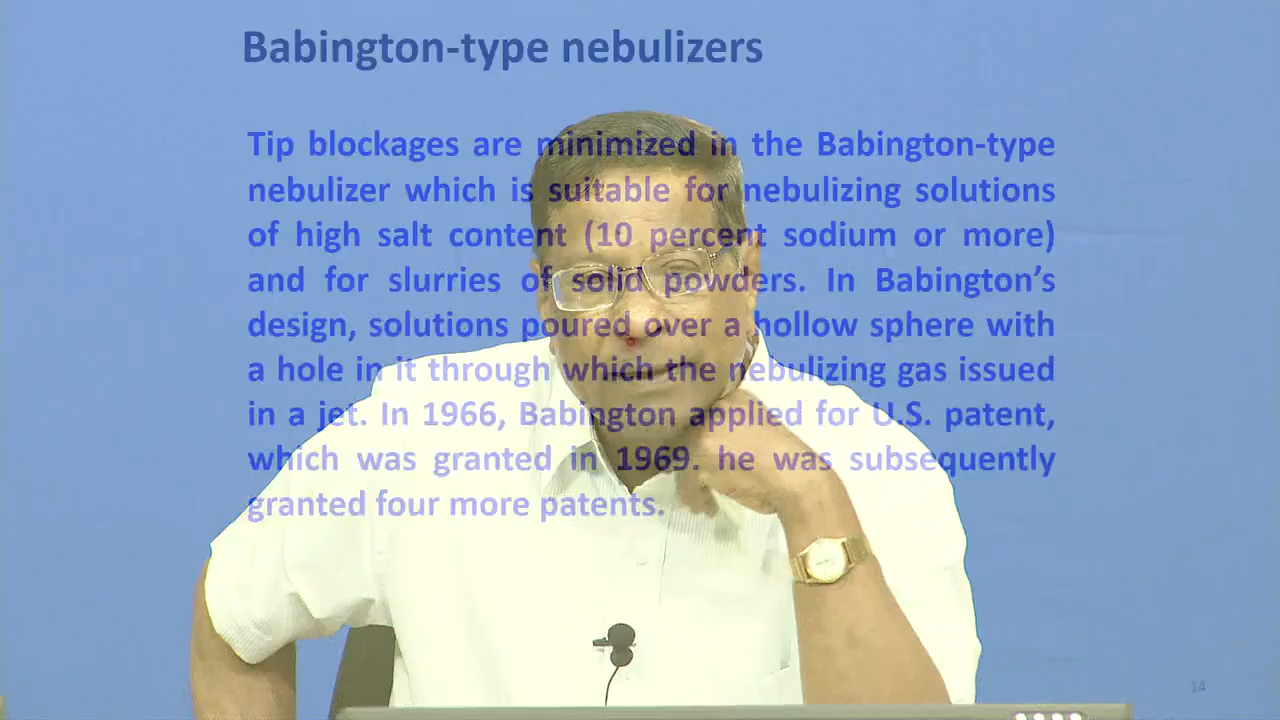 Babington-type nebulizers
Tip blockages are minimized in the Babington-type
nebulizer which is suitable for nebulizing solutions
of high salt content (10 percent sodium or more)
and for slurries of solid powders. In Babington’s
design, solutions poured over a hollow sphere with
a hole in it through which the nebulizing gas issued
in a jet. In 1966, Babington applied for U.S. patent,
which was granted in 1969. he was subsequently
granted four more patents.
14